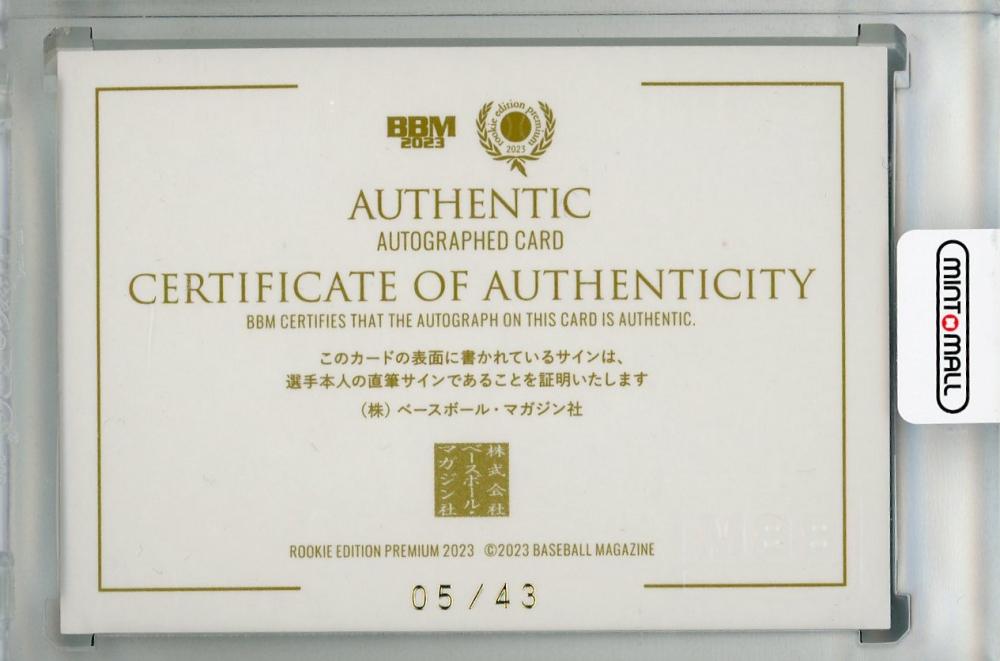 BBM
2023
rookie edition premium
2023
AUTHENTIC
AUTOGRAPHED CARD
CERTIFICATE OF AUTHENTICITY
BBM CERTIFIES THAT THE AUTOGRAPH ON THIS CARD IS AUTHENTIC.
このカードの表面に書かれているサインは、
選手本人の直筆サインであることを証明いたします
（株）ベースボール・マガジン社
株式会社
ベースボール・
マガジン社
ROOKIE EDITION PREMIUM 2023 ©2023 BASEBALL MAGAZINE
05/43
MINT MALL